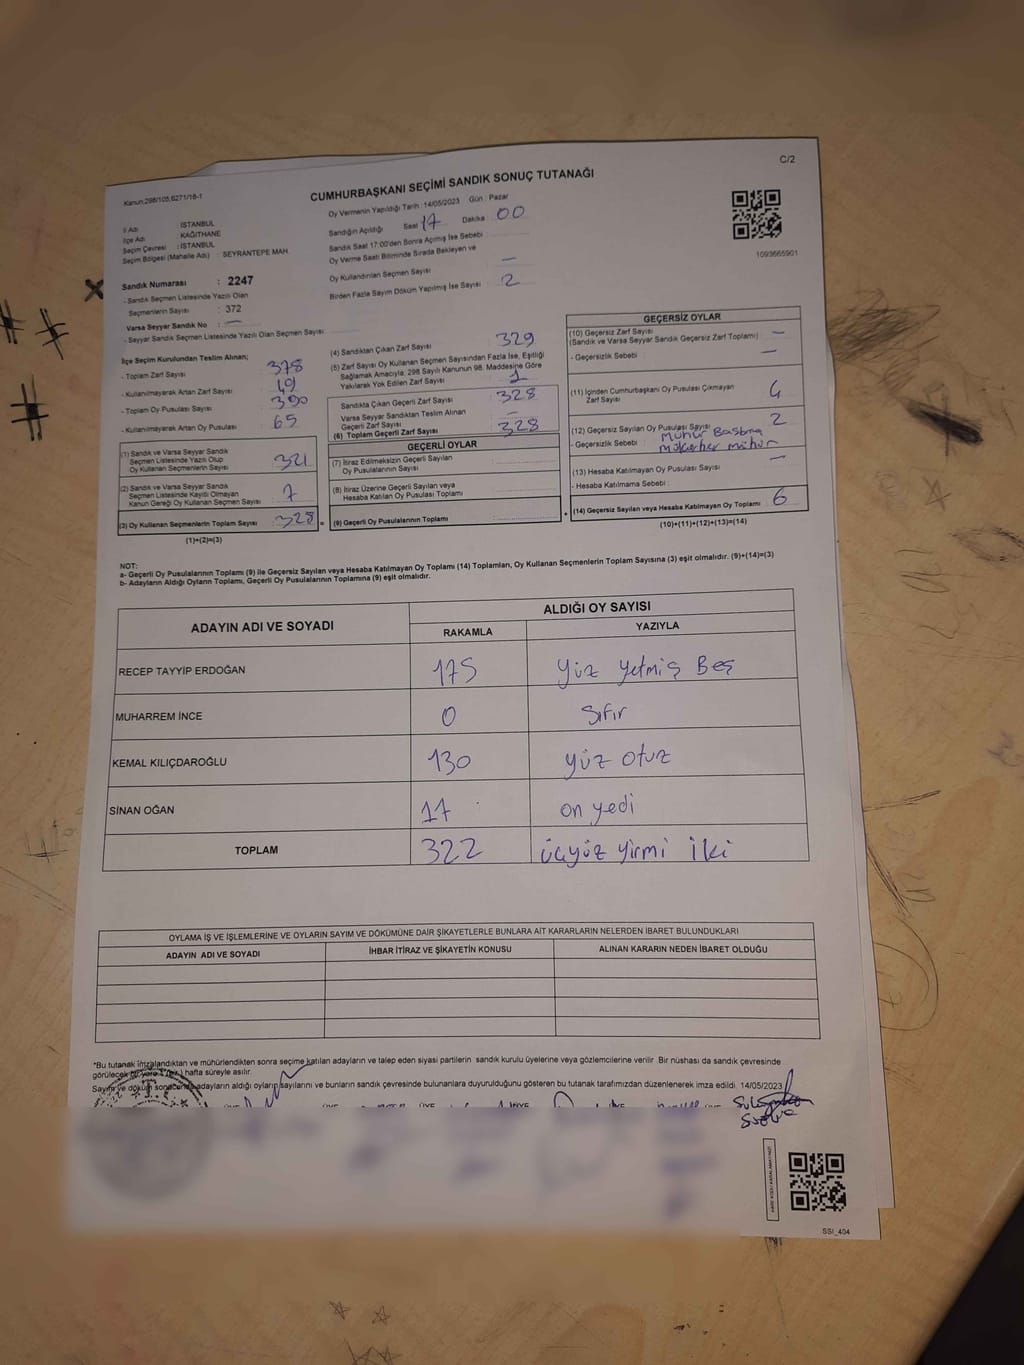 C/2
Kanun:298/105,6271/18-1
CUMHURBAŞKANI SEÇİMİ SANDIK SONUÇ TUTANAĞI
Oy Vermenin Yapıldığı Tarih : 14/05/2023 Gün : Pazar
İl Adı : İSTANBUL
İlçe Adı : KAĞITHANE
Seçim Çevresi : İSTANBUL
Seçim Bölgesi (Mahalle Adı) : SEYRANTEPE MAH
Sandığın Açıldığı Saat 17 Dakika : 00
Sandık Saat 17:00'den Sonra Açılmış İse Sebebi :
Oy Verme Saati Bitiminde Sırada Bekleyen ve
Oy Kullandırılan Seçmen Sayısı : —
Birden Fazla Sayım Döküm Yapılmış İse Sayısı : 2
1093665901
Sandık Numarası : 2247
- Sandık Seçmen Listesinde Yazılı Olan
Seçmenlerin Sayısı : 372
Varsa Seyyar Sandık No : —
- Seyyar Sandık Seçmen Listesinde Yazılı Olan Seçmen Sayısı :
İlçe Seçim Kurulundan Teslim Alınan;
- Toplam Zarf Sayısı : 378
- Kullanılmayarak Artan Zarf Sayısı : 19
- Toplam Oy Pusulası Sayısı : 390
- Kullanılmayarak Artan Oy Pusulası : 65
(1) Sandık ve Varsa Seyyar Sandık
Seçmen Listesinde Yazılı Olup
Oy Kullanan Seçmenlerin Sayısı : 321
(2) Sandık ve Varsa Seyyar Sandık
Seçmen Listesinde Kayıtlı Olmayan
Kanun Gereği Oy Kullanan Seçmen Sayısı : 7
(3) Oy Kullanan Seçmenlerin Toplam Sayısı : 328 =
(1)+(2)=(3)
(4) Sandıktan Çıkan Zarf Sayısı : 329
(5) Zarf Sayısı Oy Kullanan Seçmen Sayısından Fazla İse, Eşitliği
Sağlamak Amacıyla, 298 Sayılı Kanunun 98. Maddesine Göre
Yakılarak Yok Edilen Zarf Sayısı : 1
Sandıkta Çıkan Geçerli Zarf Sayısı : 328
Varsa Seyyar Sandıktan Teslim Alınan
Geçerli Zarf Sayısı : —
(6) Toplam Geçerli Zarf Sayısı : 328
GEÇERLİ OYLAR
(7) İtiraz Edilmeksizin Geçerli Sayılan
Oy Pusulalarının Sayısı :
(8) İtiraz Üzerine Geçerli Sayılan veya
Hesaba Katılan Oy Pusulası Toplamı :
(9) Geçerli Oy Pusulalarının Toplamı : +
GEÇERSİZ OYLAR
(10) Geçersiz Zarf Sayısı
(Sandık ve Varsa Seyyar Sandık Geçersiz Zarf Toplamı) : —
- Geçersizlik Sebebi : —
(11) İçinden Cumhurbaşkanı Oy Pusulası Çıkmayan
Zarf Sayısı : 4
(12) Geçersiz Sayılan Oy Pusulası Sayısı : 2
- Geçersizlik Sebebi : Mühür Basılma
mühür
(13) Hesaba Katılmayan Oy Pusulası Sayısı : —
- Hesaba Katılmama Sebebi :
(14) Geçersiz Sayılan veya Hesaba Katılmayan Oy Toplamı : 6
(10)+(11)+(12)+(13)=(14)
NOT:
a- Geçerli Oy Pusulalarının Toplamı (9) ile Geçersiz Sayılan veya Hesaba Katılmayan Oy Toplamı (14) Toplamları, Oy Kullanan Seçmenlerin Toplam Sayısına (3) eşit olmalıdır. (9)+(14)=(3)
b- Adayların Aldığı Oyların Toplamı, Geçerli Oy Pusulalarının Toplamına (9) eşit olmalıdır.
ADAYIN ADI VE SOYADI
ALDIĞI OY SAYISI
RAKAMLA YAZIYLA
RECEP TAYYİP ERDOĞAN 175 Yüz yetmiş Beş
MUHARREM İNCE 0 Sıfır
KEMAL KILIÇDAROĞLU 130 yüz otuz
SİNAN OĞAN 17 on yedi
TOPLAM 322 üçyüz yirmi iki
OYLAMA İŞ VE İŞLEMLERİNE VE OYLARIN SAYIM VE DÖKÜMÜNE DAİR ŞİKAYETLERLE BUNLARA AİT KARARLARIN NELERDEN İBARET BULUNDUKLARI
ADAYIN ADI VE SOYADI İHBAR İTİRAZ VE ŞİKAYETİN KONUSU ALINAN KARARIN NEDEN İBARET OLDUĞU
*Bu tutanak imzalandıktan ve mühürlendikten sonra seçime katılan adayların ve talep eden siyasi partilerin sandık kurulu üyelerine veya gözlemcilerine verilir .Bir nüshası da sandık çevresinde
görülecek bir yere 1 (bir) hafta süreyle asılır.
Sayım ve döküm sonucunda adayların aldığı oyların sayılarını ve bunların sandık çevresinde bulunanlara duyurulduğunu gösteren bu tutanak tarafımızdan düzenlenerek imza edildi. 14/05/2023
SSİ_404